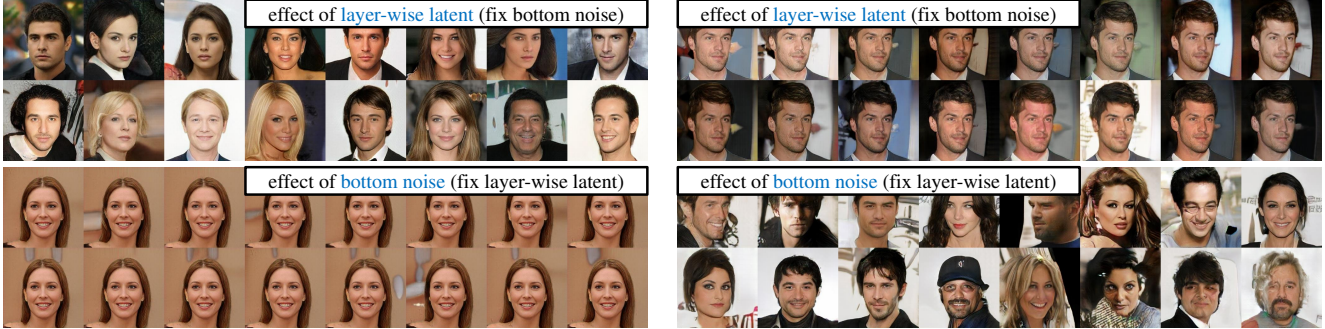 effect of layer-wise latent (fix bottom noise)
effect of layer-wise latent (fix bottom noise)
effect of bottom noise (fix layer-wise latent)
effect of bottom noise (fix layer-wise latent)